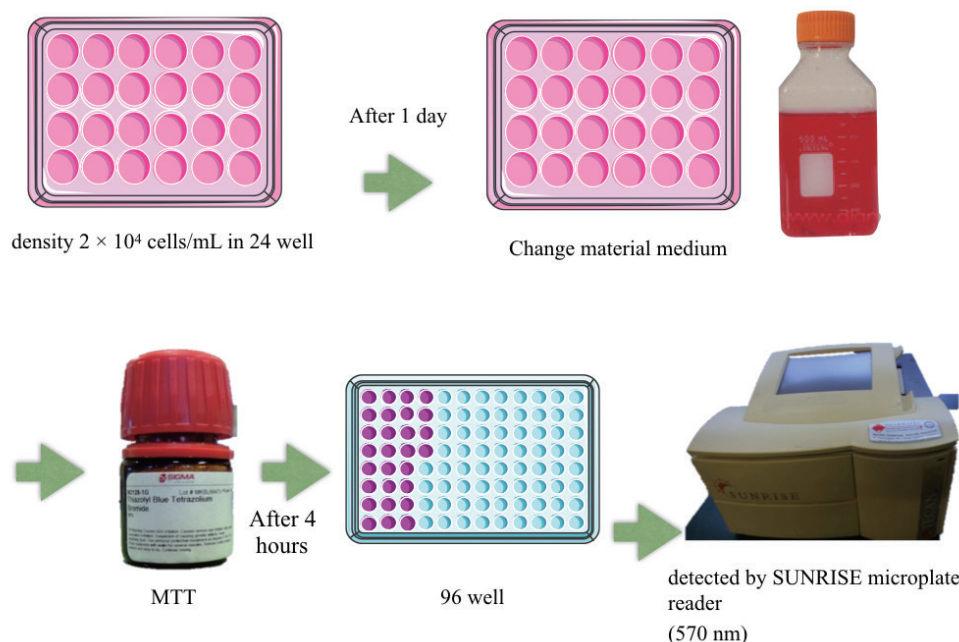 After 1 day
density 2 × 10⁴ cells/mL in 24 well
Change material medium
SIGMA
Thiazolyl Blue Tetrazolium
Bromide
After 4
hours
MTT
96 well
SUNRISE
detected by SUNRISE microplate
reader
(570 nm)